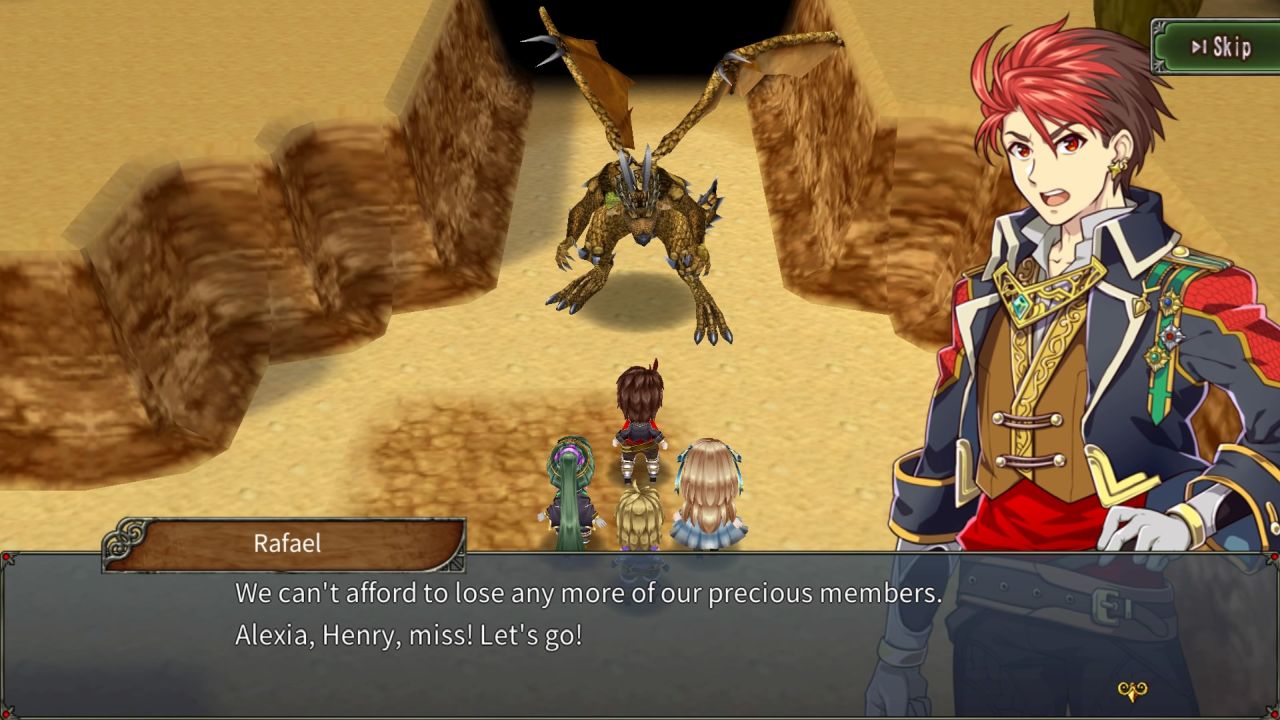 Skip
Rafael
We can't afford to lose any more of our precious members.
Alexia, Henry, miss! Let's go!